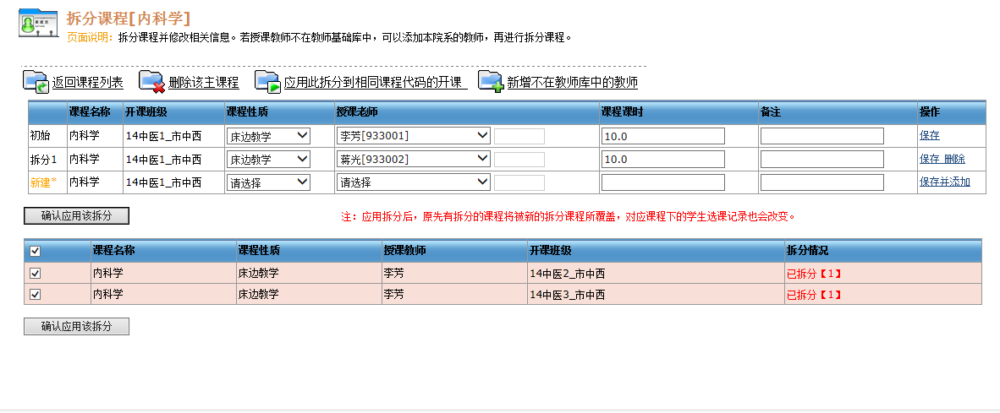 拆分课程[内科学]
页面说明：拆分课程并修改相关信息。若授课教师不在教师基础库中，可以添加本院系的教师，再进行拆分课程。
返回课程列表 删除该主课程 应用此拆分到相同课程代码的开课 新增不在教师库中的教师
课程名称 开课班级 课程性质 授课老师 课程课时 备注 操作
初始 内科学 14中医1_市中西 床边教学 李芳[933001] 10.0 保存
拆分1 内科学 14中医1_市中西 床边教学 蒋光[933002] 10.0 保存 删除
新建* 内科学 14中医1_市中西 请选择 请选择 保存并添加
确认应用该拆分 注：应用拆分后，原先有拆分的课程将被新的拆分课程所覆盖，对应课程下的学生选课记录也会改变。
课程名称 课程性质 授课教师 开课班级 拆分情况
内科学 床边教学 李芳 14中医2_市中西 已拆分【1】
内科学 床边教学 李芳 14中医3_市中西 已拆分【1】
确认应用该拆分